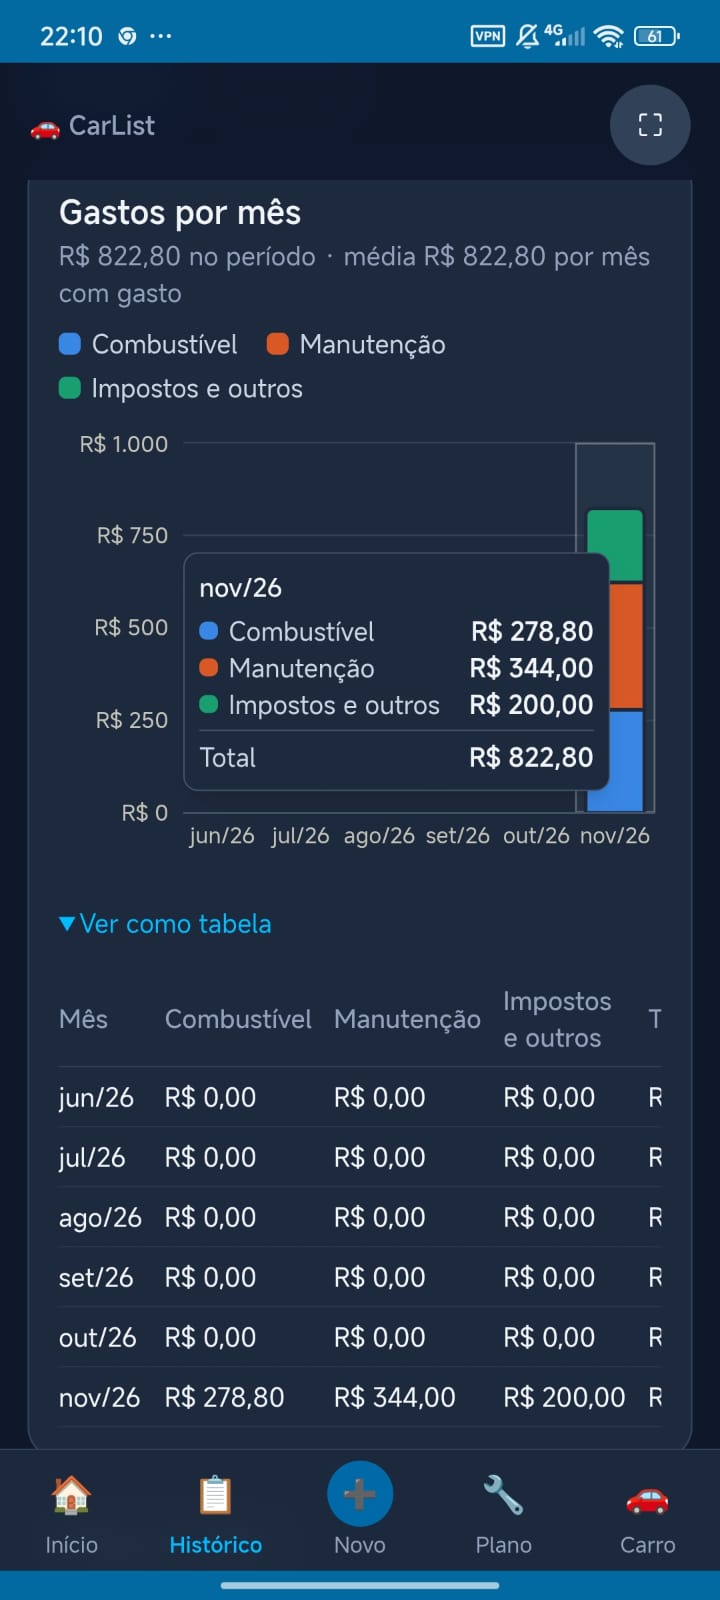 22:10
VPN 4G 61
CarList
Gastos por mês
R$ 822,80 no período · média R$ 822,80 por mês
com gasto
Combustível Manutenção
Impostos e outros
R$ 1.000
R$ 750
R$ 500
R$ 250
R$ 0
nov/26
Combustível R$ 278,80
Manutenção R$ 344,00
Impostos e outros R$ 200,00
Total R$ 822,80
jun/26 jul/26 ago/26 set/26 out/26 nov/26
▼Ver como tabela
Mês Combustível Manutenção Impostos e outros T
jun/26 R$ 0,00 R$ 0,00 R$ 0,00 R
jul/26 R$ 0,00 R$ 0,00 R$ 0,00 R
ago/26 R$ 0,00 R$ 0,00 R$ 0,00 R
set/26 R$ 0,00 R$ 0,00 R$ 0,00 R
out/26 R$ 0,00 R$ 0,00 R$ 0,00 R
nov/26 R$ 278,80 R$ 344,00 R$ 200,00 R
Início Histórico Novo Plano Carro